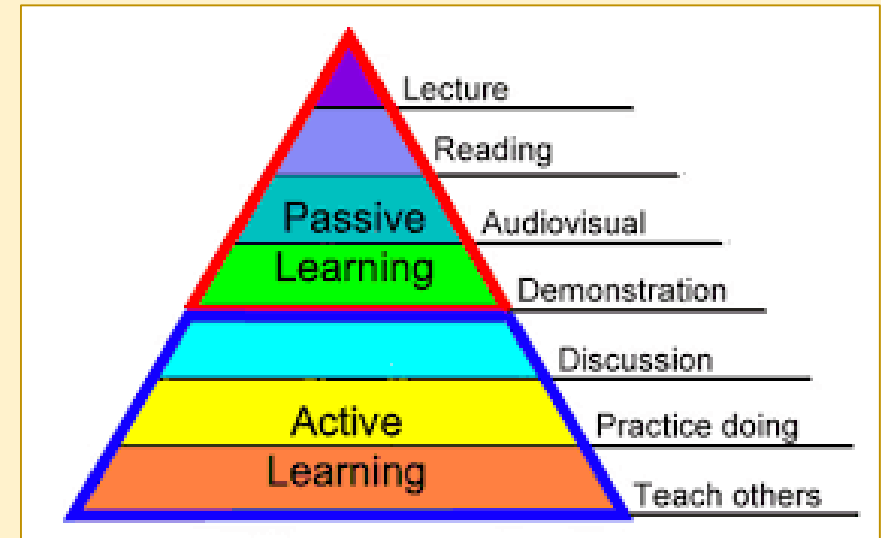 Lecture
Reading
Passive
Audiovisual
Learning
Demonstration
Discussion
Active
Practice doing
Learning
Teach others